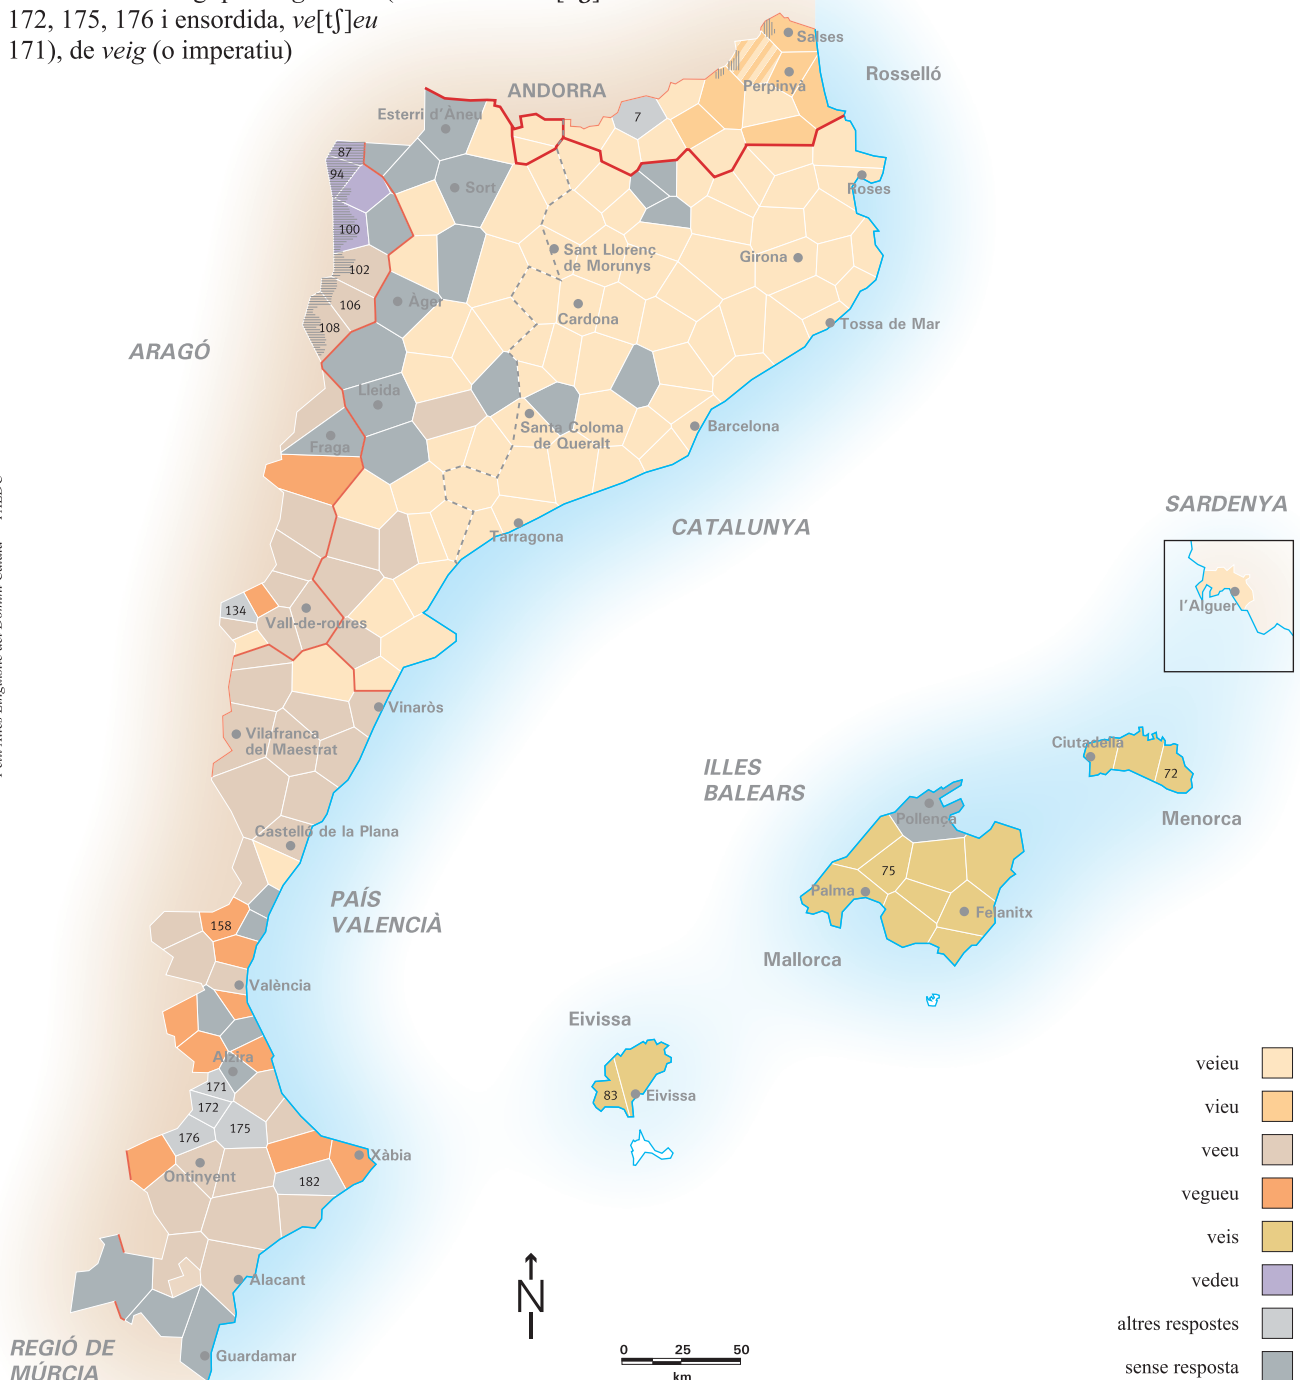 172, 175, 176 i ensordida, ve[tʃ]eu
171), de veig (o imperatiu)
Salses
Rosselló
Perpinyà
ANDORRA
7
Esterri d'Àneu
87
94
Sort
Roses
100
Sant Llorenç
de Morunys
Girona
102
106
Àger
Cardona
108
Tossa de Mar
ARAGÓ
Lleida
Santa Coloma
de Queralt
Barcelona
Fraga
SARDENYA
CATALUNYA
Tarragona
l'Alguer
134
Vall-de-roures
Vinaròs
Vilafranca
del Maestrat
Ciutadella
72
ILLES
BALEARS
Pollença
Menorca
Castelló de la Plana
75
Palma
Felanitx
PAÍS
VALENCIÀ
158
Mallorca
València
Eivissa
Alzira
171
83
Eivissa
172
175
176
Xàbia
Ontinyent
182
Alacant
N
REGIÓ DE
MÚRCIA
Guardamar
0 25 50
km
veieu
vieu
veeu
vegueu
veis
vedeu
altres respostes
sense resposta